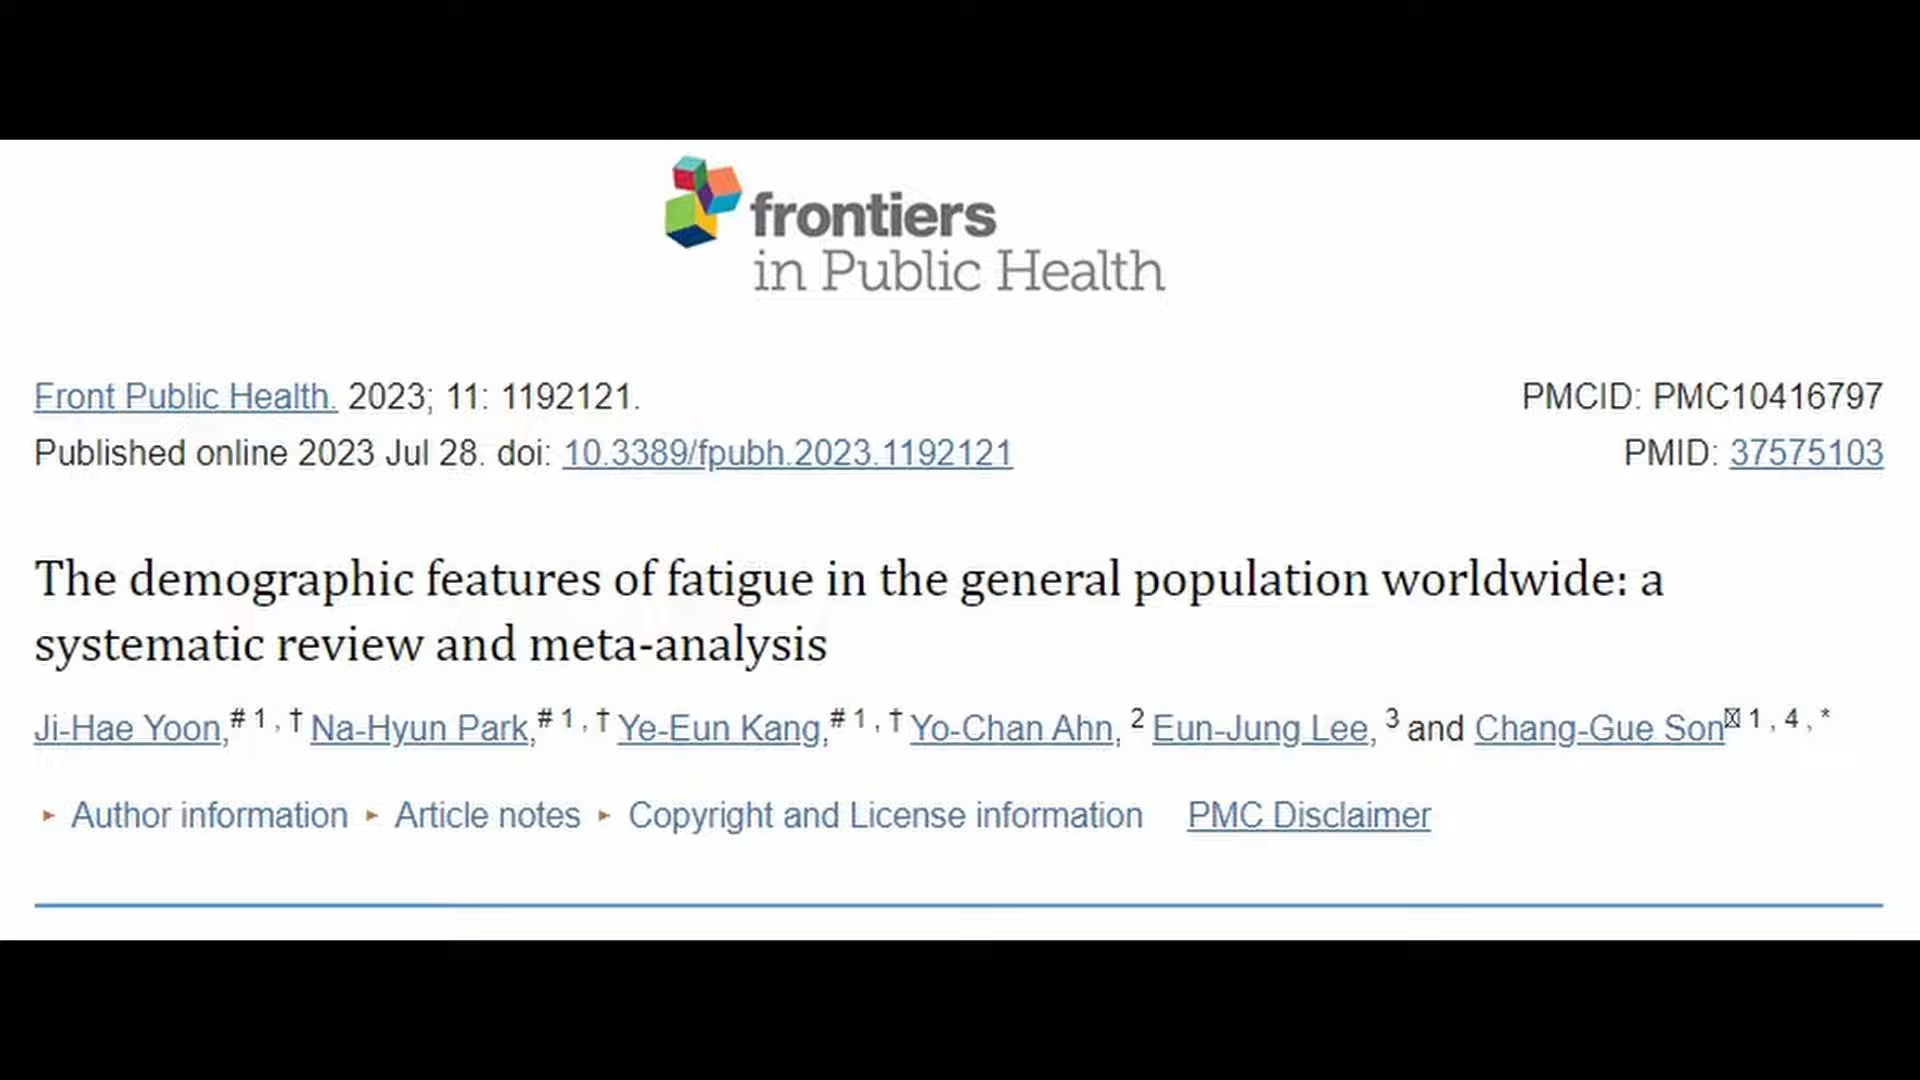 frontiers
in Public Health
Front Public Health. 2023; 11: 1192121.
PMCID: PMC10416797
Published online 2023 Jul 28. doi: 10.3389/fpubh.2023.1192121
PMID: 37575103
The demographic features of fatigue in the general population worldwide: a
systematic review and meta-analysis
Ji-Hae Yoon,# 1 , † Na-Hyun Park,# 1 , † Ye-Eun Kang,# 1 , † Yo-Chan Ahn, 2 Eun-Jung Lee, 3 and Chang-Gue Son 1 , 4 , *
▸ Author information ▸ Article notes ▸ Copyright and License information PMC Disclaimer